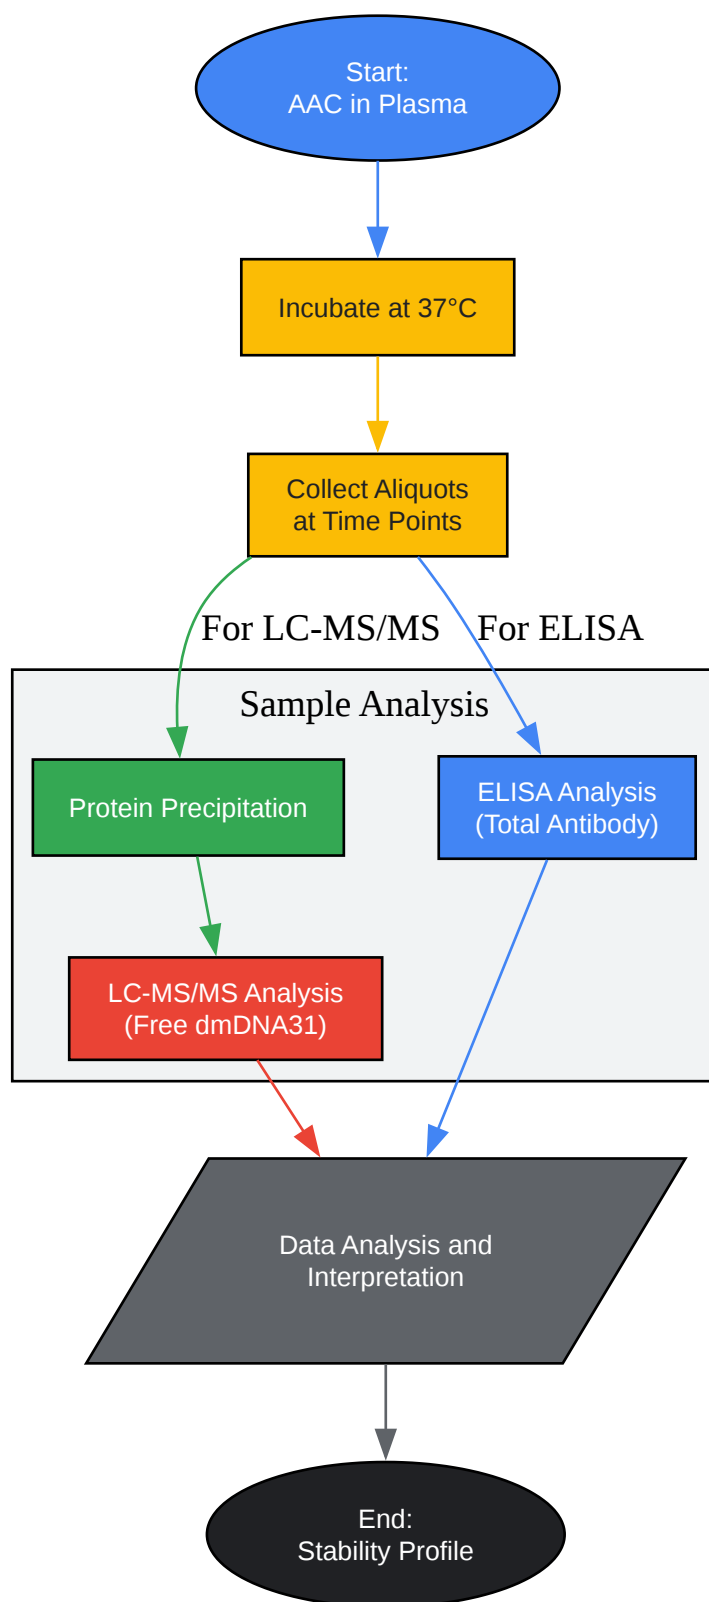 Start:
AAC in Plasma
Incubate at 37°C
Collect Aliquots
at Time Points
For LC-MS/MS
For ELISA
Sample Analysis
Protein Precipitation
ELISA Analysis
(Total Antibody)
LC-MS/MS Analysis
(Free dmDNA31)
Data Analysis and
Interpretation
End:
Stability Profile